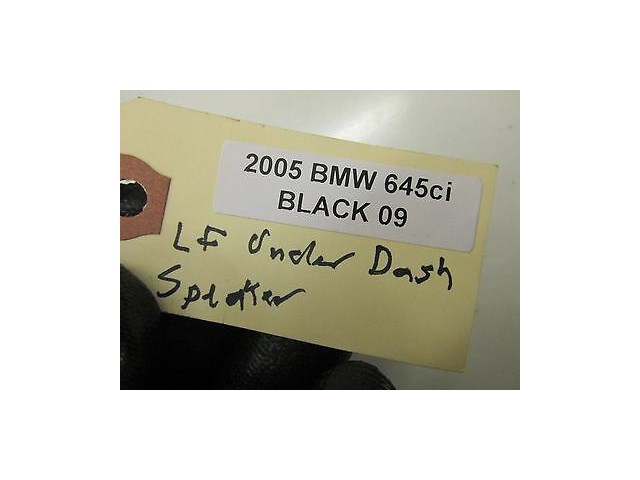 2005 BMW 645ci
BLACK 09
LF Under Dash
Speaker